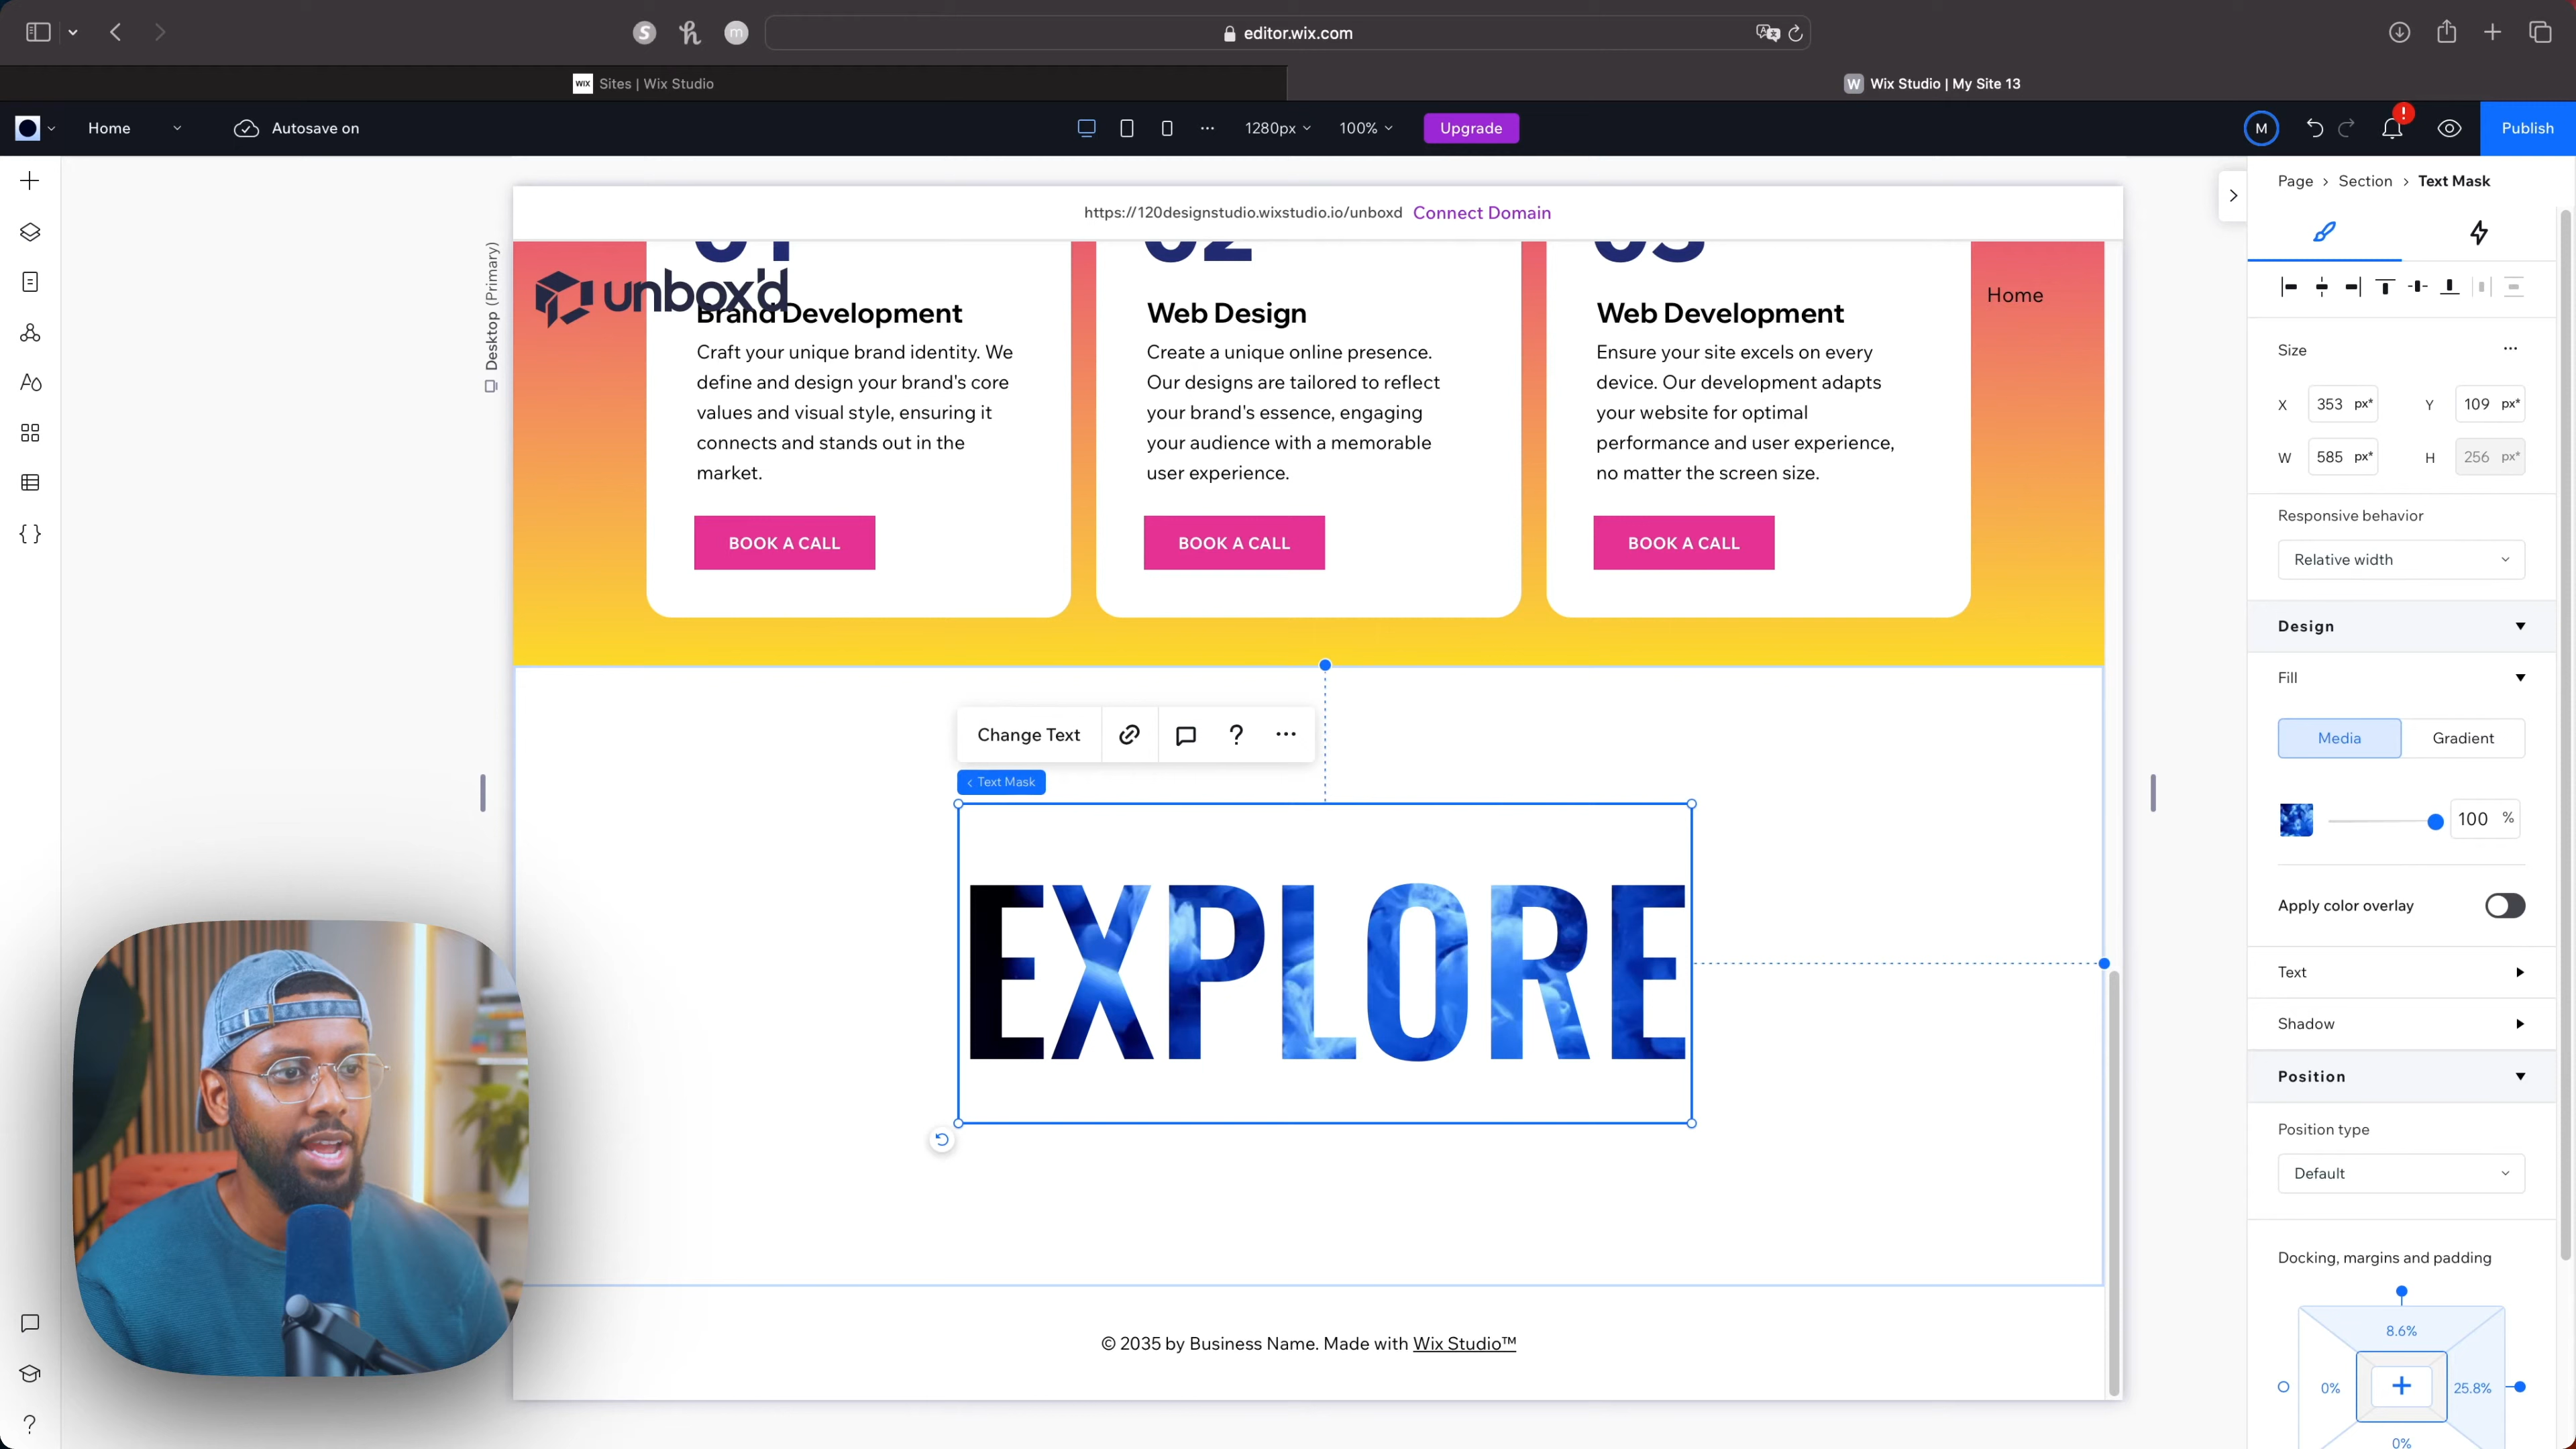 editor.wix.com
WIX Sites | Wix Studio
W Wix Studio | My Site 13
Home
Autosave on
1280px
100%
Upgrade
M
Publish
https://120designstudio.wixstudio.io/unboxd Connect Domain
Desktop (Primary)
unbox'd
Home
01
Brand Development
Craft your unique brand identity. We
define and design your brand's core
values and visual style, ensuring it
connects and stands out in the
market.
BOOK A CALL
02
Web Design
Create a unique online presence.
Our designs are tailored to reflect
your brand's essence, engaging
your audience with a memorable
user experience.
BOOK A CALL
03
Web Development
Ensure your site excels on every
device. Our development adapts
your website for optimal
performance and user experience,
no matter the screen size.
BOOK A CALL
Change Text
< Text Mask
EXPLORE
© 2035 by Business Name. Made with Wix Studio™
Page > Section > Text Mask
Size
X 353 px* Y 109 px*
W 585 px* H 256 px*
Responsive behavior
Relative width
Design
Fill
Media Gradient
100 %
Apply color overlay
Text
Shadow
Position
Position type
Default
Docking, margins and padding
8.6%
0% 25.8%
0%